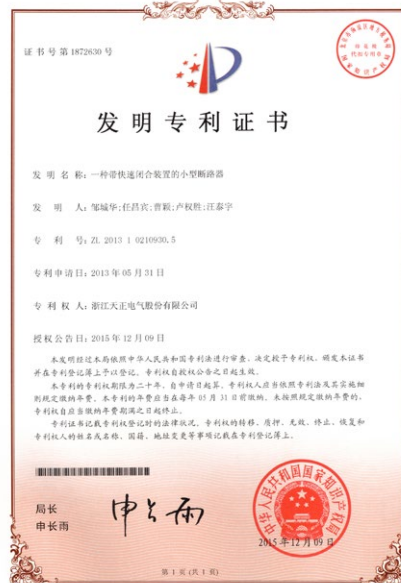 证书号第1872630号
发明专利证书
发 明 名 称：一种带快速闭合装置的小型断路器
发 明 人：邹城华;任吕宾;曹颖;卢权胜;汪泰宇
专 利 号：ZL 2013 1 0210930.5
专利申请日：2013年05月31日
专 利 权 人：浙江天正电气股份有限公司
授权公告日：2015年12月09日
本发明经过本局依照中华人民共和国专利法进行审查，决定授予专利权，颁发本证书
并在专利登记簿上予以登记。专利权自授权公告之日起生效。
本专利的专利权期限为二十年，自申请日起算。专利权人应当依照专利法及其实施细
则规定缴纳年费。本专利的年费应当在每年05月31日前缴纳。未按照规定缴纳年费的，
专利权自应当缴纳年费期满之日起终止。
专利证书记载专利权登记时的法律状况。专利权的转移、质押、无效、终止、恢复和
专利权人的姓名或名称、国籍、地址变更等事项记载在专利登记簿上。
局长
申长雨
申长雨
中华人民共和国国家知识产权局
2015年12月09日
第 1 页 (共 1 页)